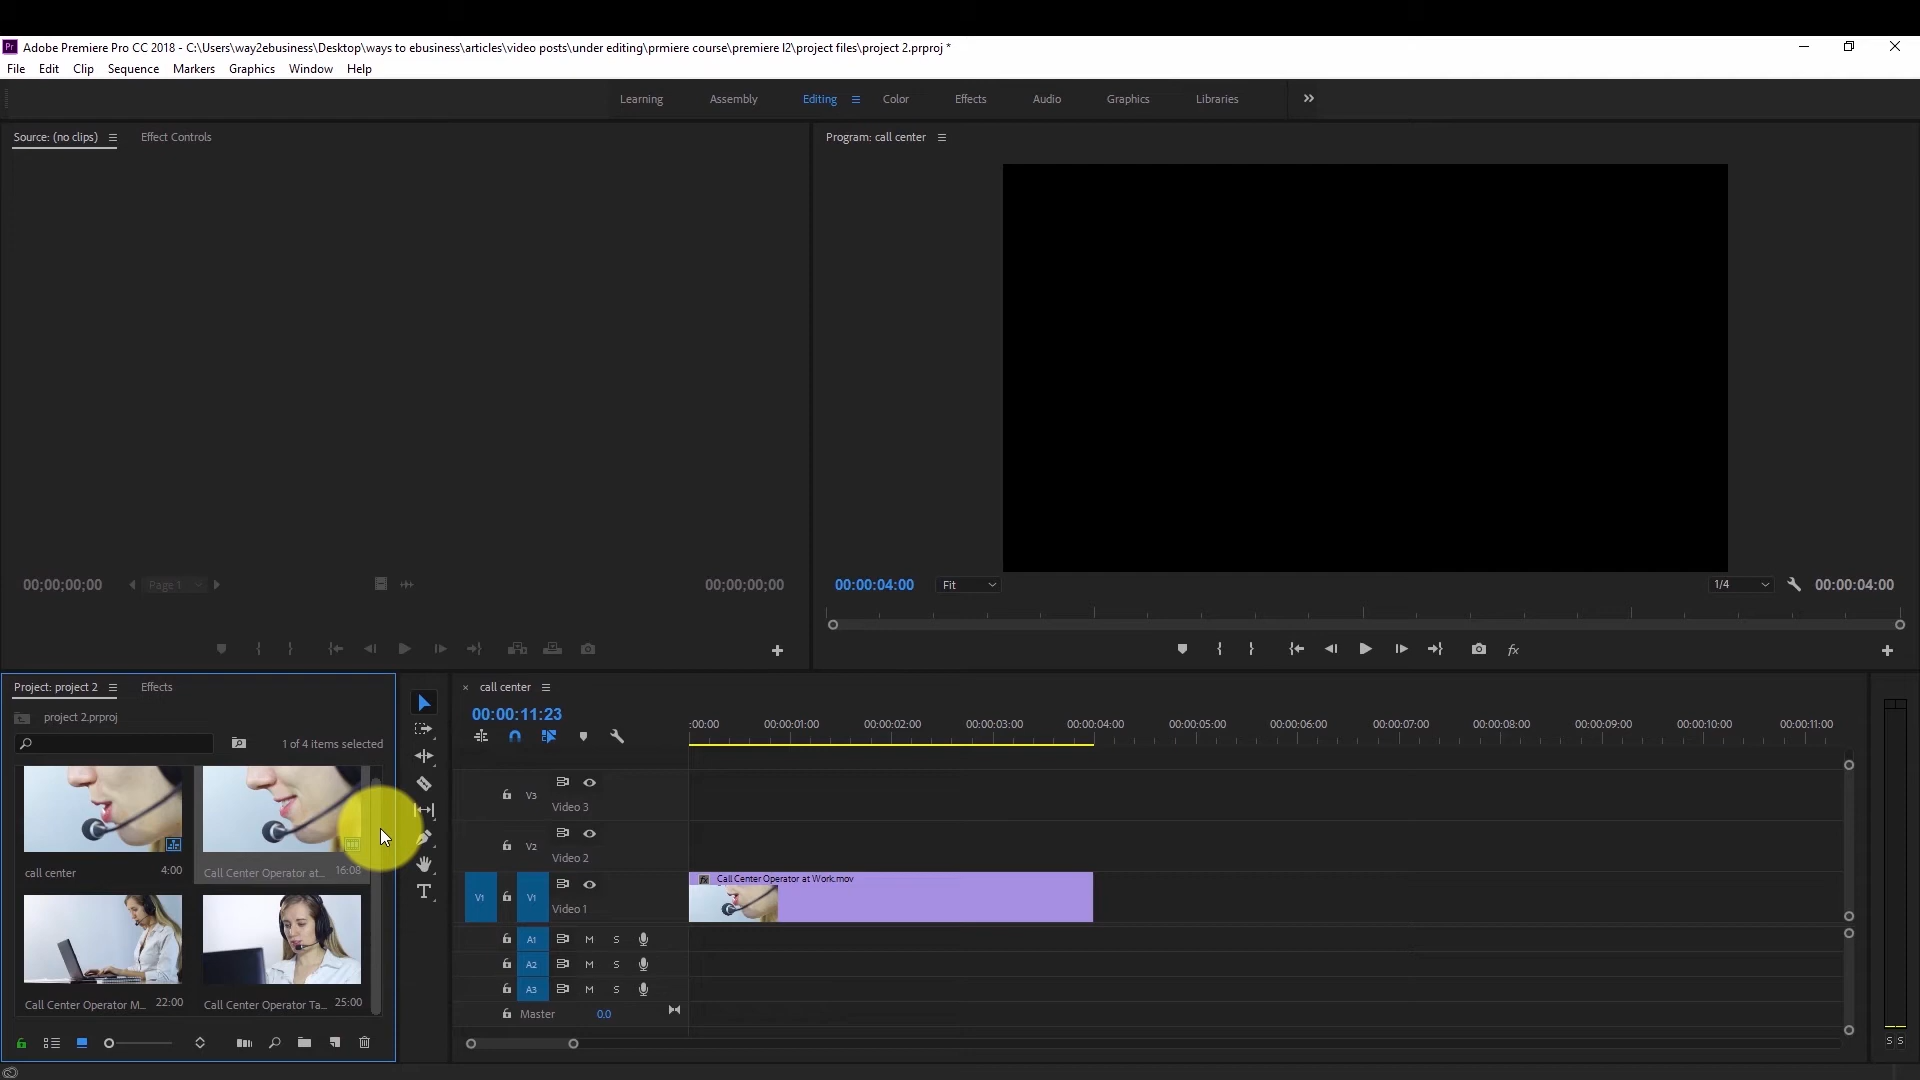 Pr Adobe Premiere Pro CC 2018 - C:\Users\way2ebusiness\Desktop\ways to ebusiness\articles\video posts\under editing\prmiere course\premiere l2\project files\project 2.prproj *
File Edit Clip Sequence Markers Graphics Window Help
Learning Assembly Editing Color Effects Audio Graphics Libraries
Source: (no clips) Effect Controls
Program: call center
00;00;00;00 Page 1 00;00;00;00
00:00:04:00 Fit 1/4 00:00:04:00
Project: project 2 Effects
project 2.prproj
1 of 4 items selected
call center 4:00
Call Center Operator at... 16:08
Call Center Operator M... 22:00
Call Center Operator Ta... 25:00
call center
00:00:11:23
:00:00 00:00:01:00 00:00:02:00 00:00:03:00 00:00:04:00 00:00:05:00 00:00:06:00 00:00:07:00 00:00:08:00 00:00:09:00 00:00:10:00 00:00:11:00
V3
Video 3
V2
Video 2
Call Center Operator at Work.mov
V1 V1
Video 1
A1 M S
A2 M S
A3 M S
Master 0.0
S S